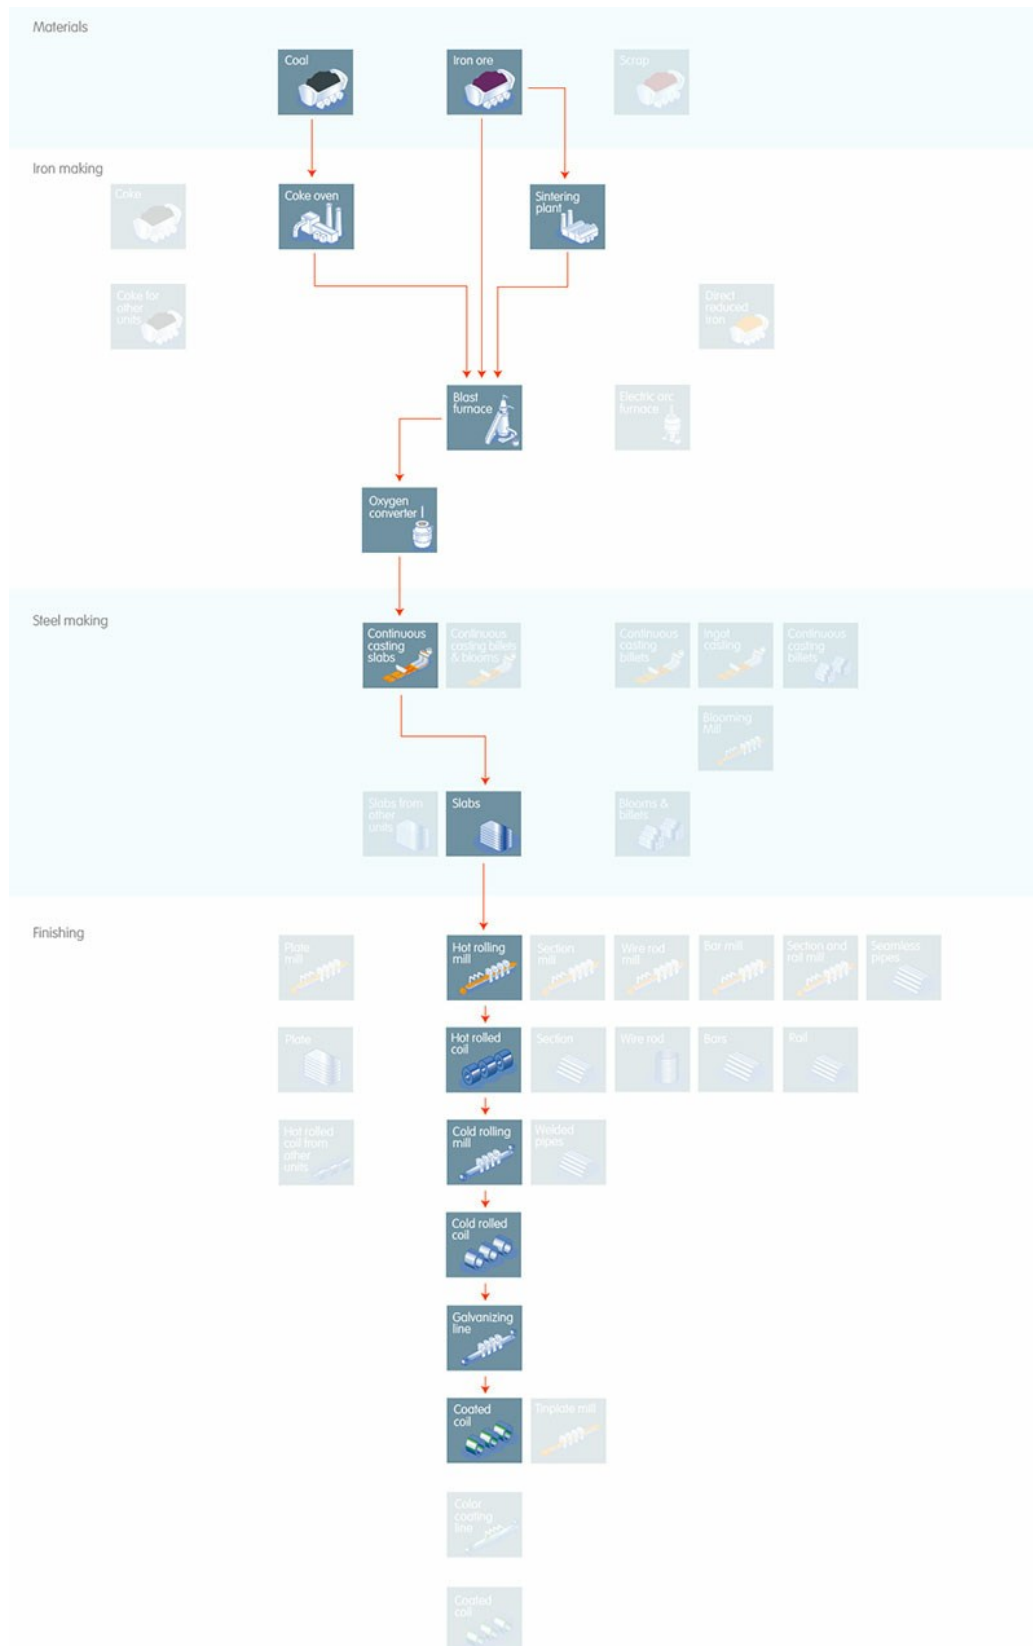 Materials
Coal
Iron ore
Scrap
Iron making
Coke
Coke oven
Sintering
plant
Coke for
other
units
Direct
reduced
iron
Blast
furnace
Electric arc
furnace
Oxygen
converter
Steel making
Continuous
casting
slabs
Continuous
casting billets
& blooms
Continuous
casting
billets
Ingot
casting
Continuous
casting
billets
Blooming
Mill
Slabs from
other
units
Slabs
Blooms &
billets
Finishing
Plate
mill
Hot rolling
mill
Section
mill
Wire rod
mill
Bar mill
Section and
rail mill
Seamless
pipes
Plate
Hot rolled
coil
Section
Wire rod
Bars
Rail
Hot rolled
coil from
other
units
Cold rolling
mill
Welded
pipes
Cold rolled
coil
Galvanizing
line
Coated
coil
Tinplate mill
Color
coating
line
Coated
coil